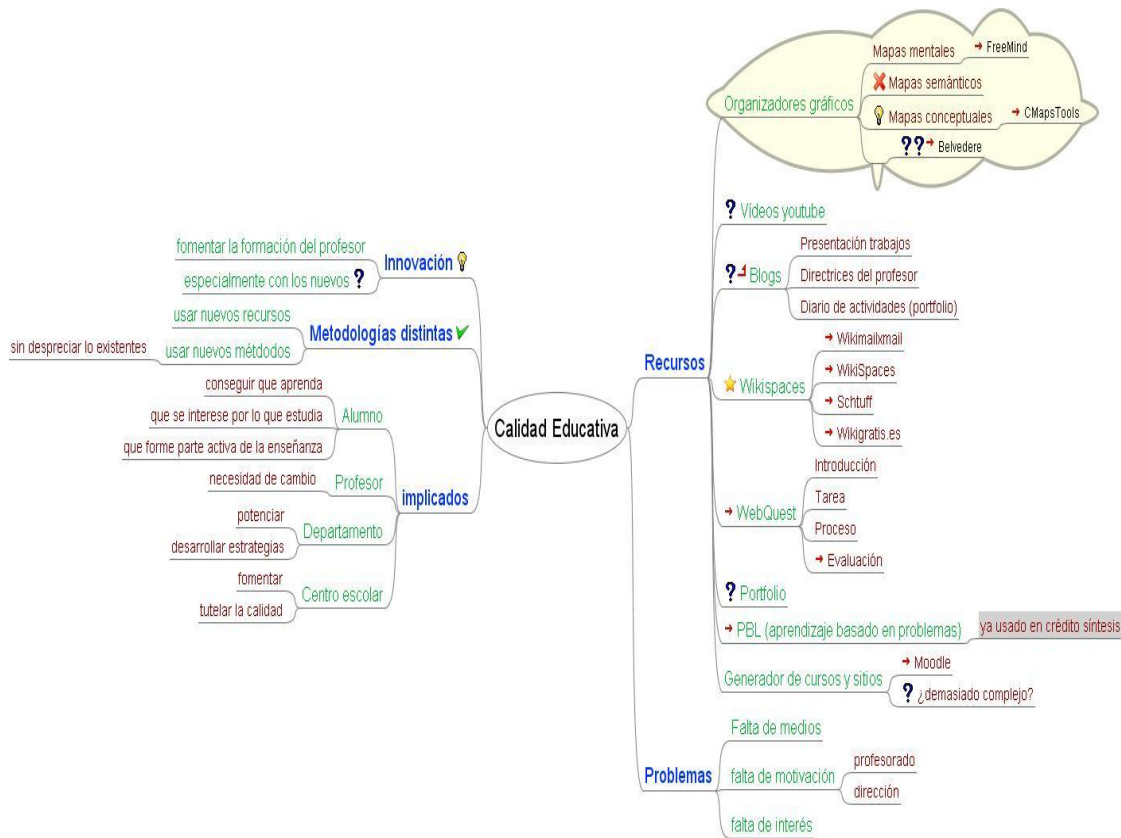 Calidad Educativa
Innovación
fomentar la formación del profesor
especialmente con los nuevos
Metodologías distintas
usar nuevos recursos
usar nuevos métdodos
sin despreciar lo existentes
implicados
Alumno
conseguir que aprenda
que se interese por lo que estudia
que forme parte activa de la enseñanza
Profesor
necesidad de cambio
Departamento
potenciar
desarrollar estrategias
Centro escolar
fomentar
tutelar la calidad
Recursos
Organizadores gráficos
Mapas mentales
FreeMind
Mapas semánticos
Mapas conceptuales
CMapsTools
Belvedere
Vídeos youtube
Blogs
Presentación trabajos
Directrices del profesor
Diario de actividades (portfolio)
Wikispaces
Wikimailxmail
WikiSpaces
Schtuff
Wikigratis.es
WebQuest
Introducción
Tarea
Proceso
Evaluación
Portfolio
PBL (aprendizaje basado en problemas)
ya usado en crédito síntesis
Generador de cursos y sitios
Moodle
¿demasiado complejo?
Problemas
Falta de medios
falta de motivación
profesorado
dirección
falta de interés